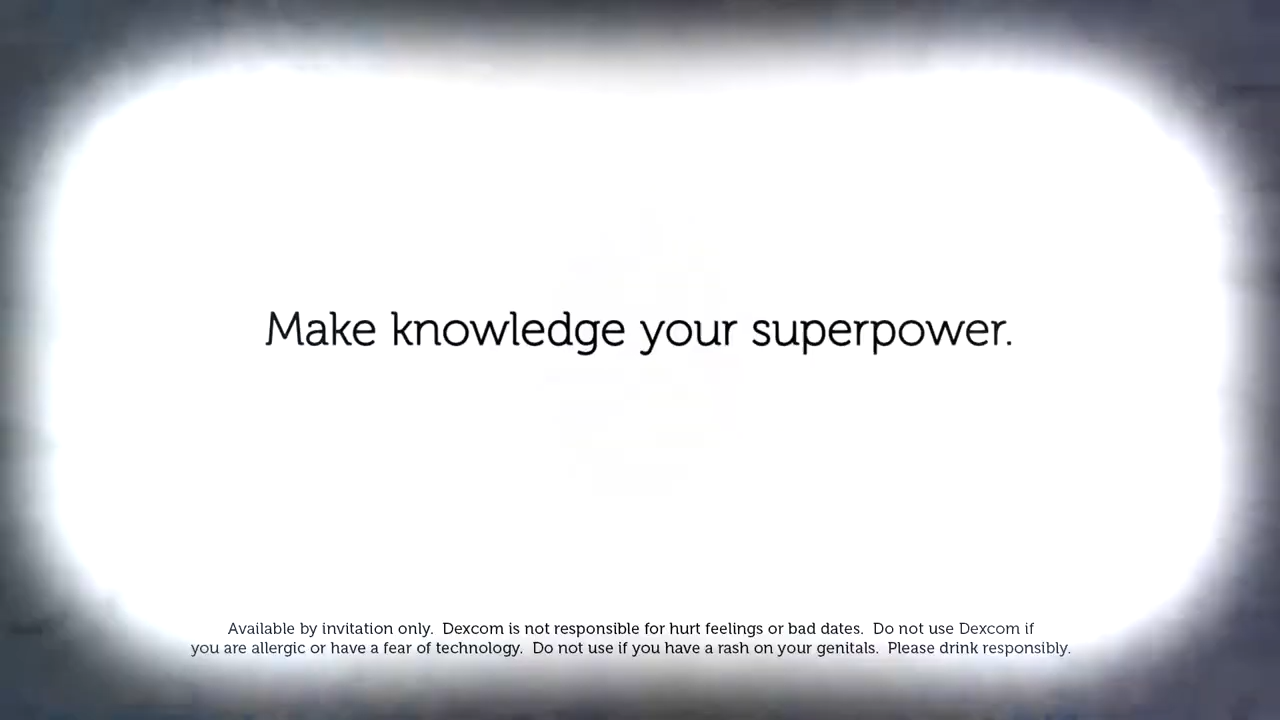 Make knowledge your superpower.
Available by invitation only.  Dexcom is not responsible for hurt feelings or bad dates.  Do not use Dexcom if
you are allergic or have a fear of technology.  Do not use if you have a rash on your genitals.  Please drink responsibly.